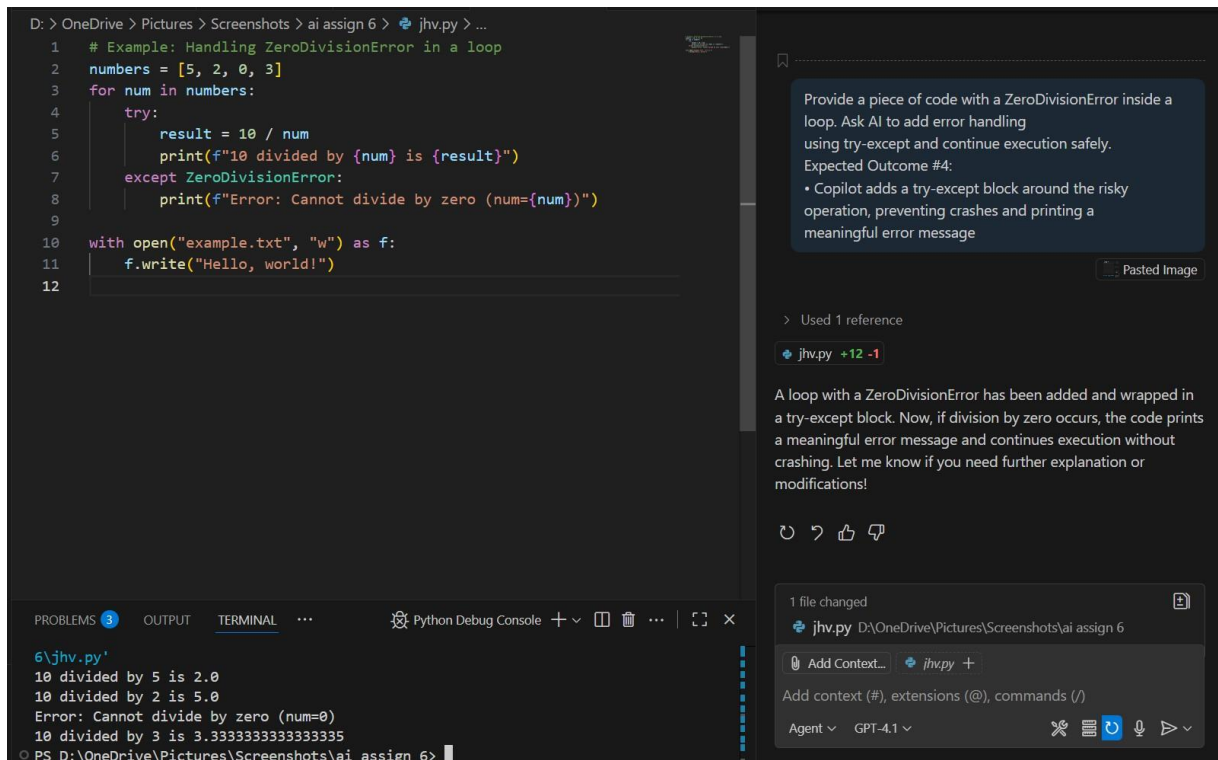 D: > OneDrive > Pictures > Screenshots > ai assign 6 > jhv.py > ...
1 # Example: Handling ZeroDivisionError in a loop
2 numbers = [5, 2, 0, 3]
3 for num in numbers:
4     try:
5         result = 10 / num
6         print(f"10 divided by {num} is {result}")
7     except ZeroDivisionError:
8         print(f"Error: Cannot divide by zero (num={num})")
9
10 with open("example.txt", "w") as f:
11     f.write("Hello, world!")
12
PROBLEMS 3 OUTPUT TERMINAL ... Python Debug Console
6\jhv.py'
10 divided by 5 is 2.0
10 divided by 2 is 5.0
Error: Cannot divide by zero (num=0)
10 divided by 3 is 3.3333333333333335
PS D:\OneDrive\Pictures\Screenshots\ai assign 6>
Provide a piece of code with a ZeroDivisionError inside a
loop. Ask AI to add error handling
using try-except and continue execution safely.
Expected Outcome #4:
• Copilot adds a try-except block around the risky
operation, preventing crashes and printing a
meaningful error message
Pasted Image
> Used 1 reference
jhv.py +12 -1
A loop with a ZeroDivisionError has been added and wrapped in
a try-except block. Now, if division by zero occurs, the code prints
a meaningful error message and continues execution without
crashing. Let me know if you need further explanation or
modifications!
1 file changed
jhv.py D:\OneDrive\Pictures\Screenshots\ai assign 6
Add Context... jhv.py +
Add context (#), extensions (@), commands (/)
Agent GPT-4.1